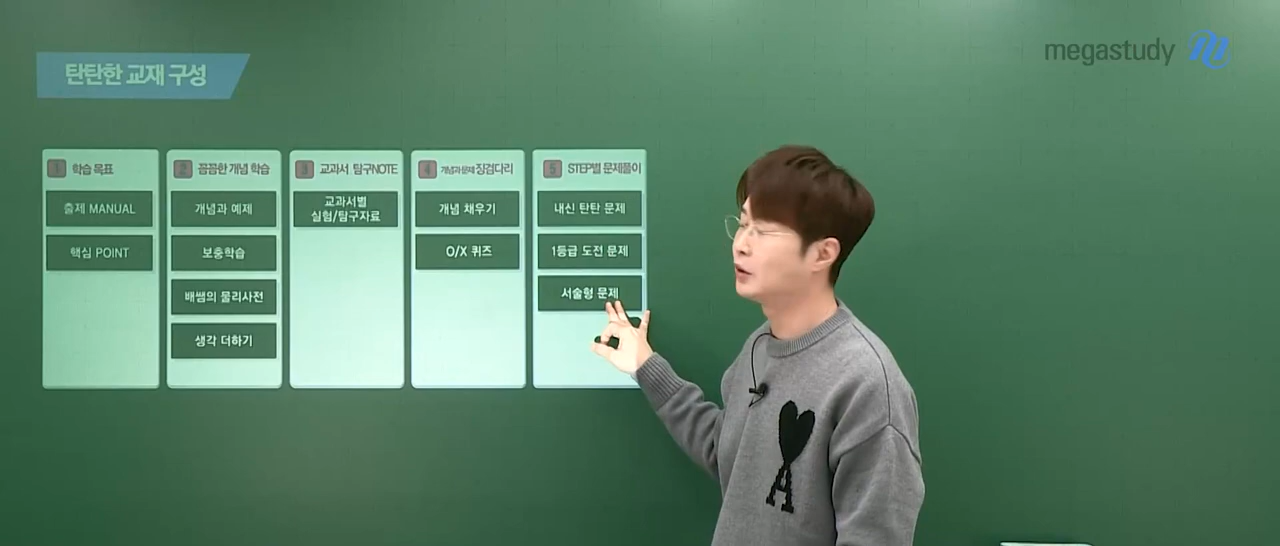 탄탄한 교재 구성
megastudy
1 학습 목표
출제 MANUAL
핵심 POINT
2 꼼꼼한 개념 학습
개념과 예제
보충학습
배쌤의 물리사전
생각 더하기
3 교과서 탐구NOTE
교과서별
실험/탐구자료
4 개념과 문제 징검다리
개념 채우기
O/X 퀴즈
5 STEP별 문제풀이
내신 탄탄 문제
1등급 도전 문제
서술형 문제
A